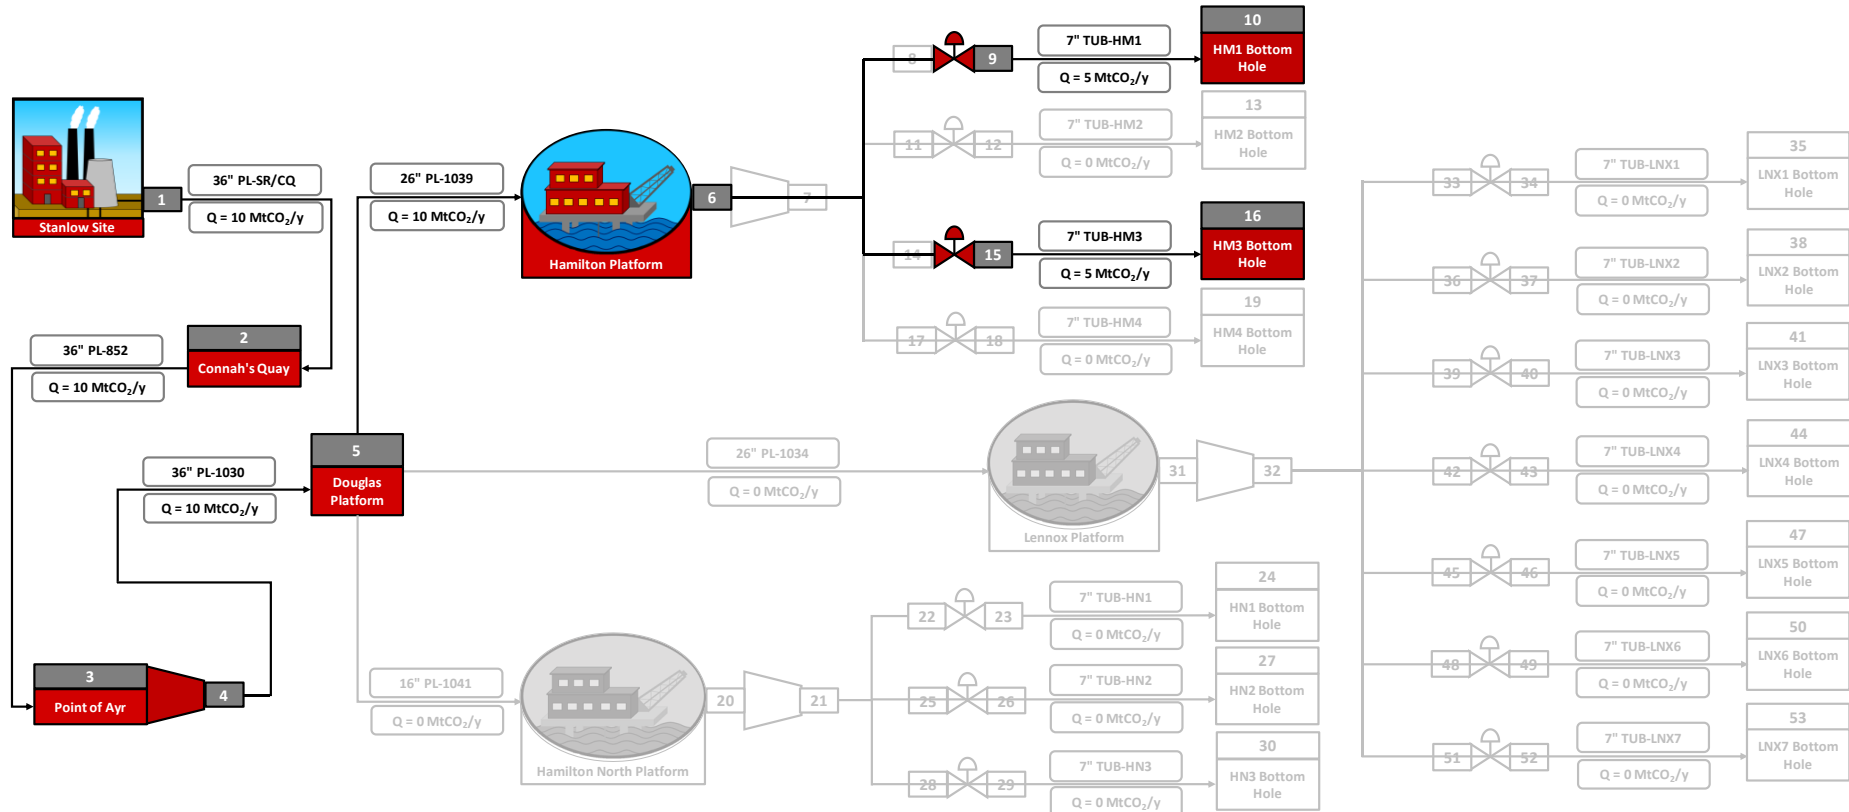 1
Stanlow Site
36" PL-SR/CQ
Q = 10 MtCO₂/y
2
Connah's Quay
36" PL-852
Q = 10 MtCO₂/y
3
Point of Ayr
4
36" PL-1030
Q = 10 MtCO₂/y
5
Douglas
Platform
26" PL-1039
Q = 10 MtCO₂/y
Hamilton Platform
6
7
8
9
7" TUB-HM1
Q = 5 MtCO₂/y
10
HM1 Bottom
Hole
11
12
7" TUB-HM2
Q = 0 MtCO₂/y
13
HM2 Bottom
Hole
14
15
7" TUB-HM3
Q = 5 MtCO₂/y
16
HM3 Bottom
Hole
17
18
7" TUB-HM4
Q = 0 MtCO₂/y
19
HM4 Bottom
Hole
26" PL-1034
Q = 0 MtCO₂/y
Lennox Platform
31
32
16" PL-1041
Q = 0 MtCO₂/y
Hamilton North Platform
20
21
22
23
7" TUB-HN1
Q = 0 MtCO₂/y
24
HN1 Bottom
Hole
25
26
7" TUB-HN2
Q = 0 MtCO₂/y
27
HN2 Bottom
Hole
28
29
7" TUB-HN3
Q = 0 MtCO₂/y
30
HN3 Bottom
Hole
33
34
7" TUB-LNX1
Q = 0 MtCO₂/y
35
LNX1 Bottom
Hole
36
37
7" TUB-LNX2
Q = 0 MtCO₂/y
38
LNX2 Bottom
Hole
39
40
7" TUB-LNX3
Q = 0 MtCO₂/y
41
LNX3 Bottom
Hole
42
43
7" TUB-LNX4
Q = 0 MtCO₂/y
44
LNX4 Bottom
Hole
45
46
7" TUB-LNX5
Q = 0 MtCO₂/y
47
LNX5 Bottom
Hole
48
49
7" TUB-LNX6
Q = 0 MtCO₂/y
50
LNX6 Bottom
Hole
51
52
7" TUB-LNX7
Q = 0 MtCO₂/y
53
LNX7 Bottom
Hole